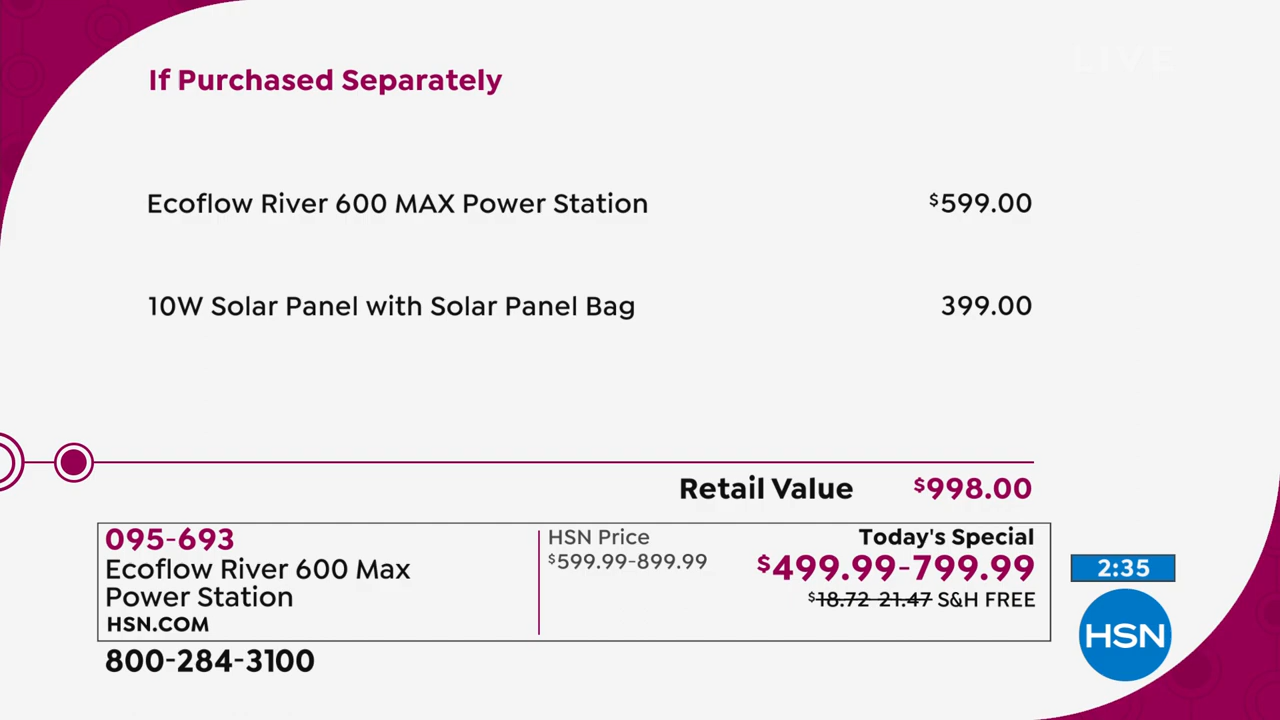 LIVE
If Purchased Separately
Ecoflow River 600 MAX Power Station $599.00
10W Solar Panel with Solar Panel Bag 399.00
Retail Value $998.00
095-693
Ecoflow River 600 Max
Power Station
HSN.COM
HSN Price
$599.99-899.99
Today's Special
$499.99-799.99
$18.72-21.47 S&H FREE
2:35
HSN
800-284-3100